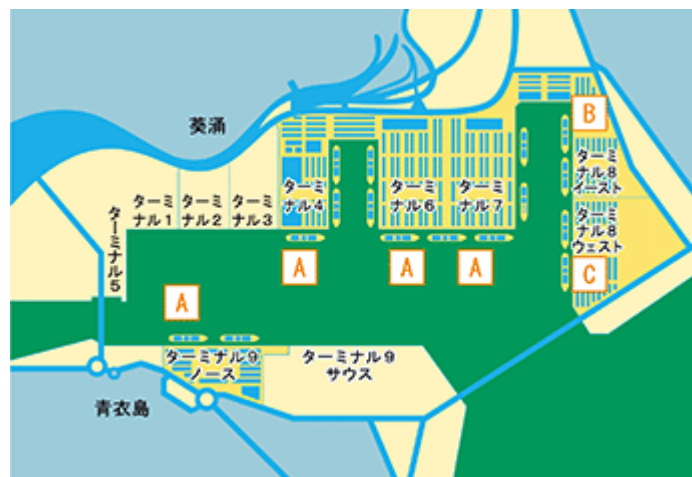 葵涌
B
ターミ
ナル8
イースト
ターミ
ナル4
ターミ
ナル6
ターミ
ナル7
ターミ
ナル1
ターミ
ナル2
ターミ
ナル3
ターミ
ナル8
ウェスト
ターミナル5
A
A
A
C
A
ターミナル9
ノース
ターミナル9
サウス
青衣島